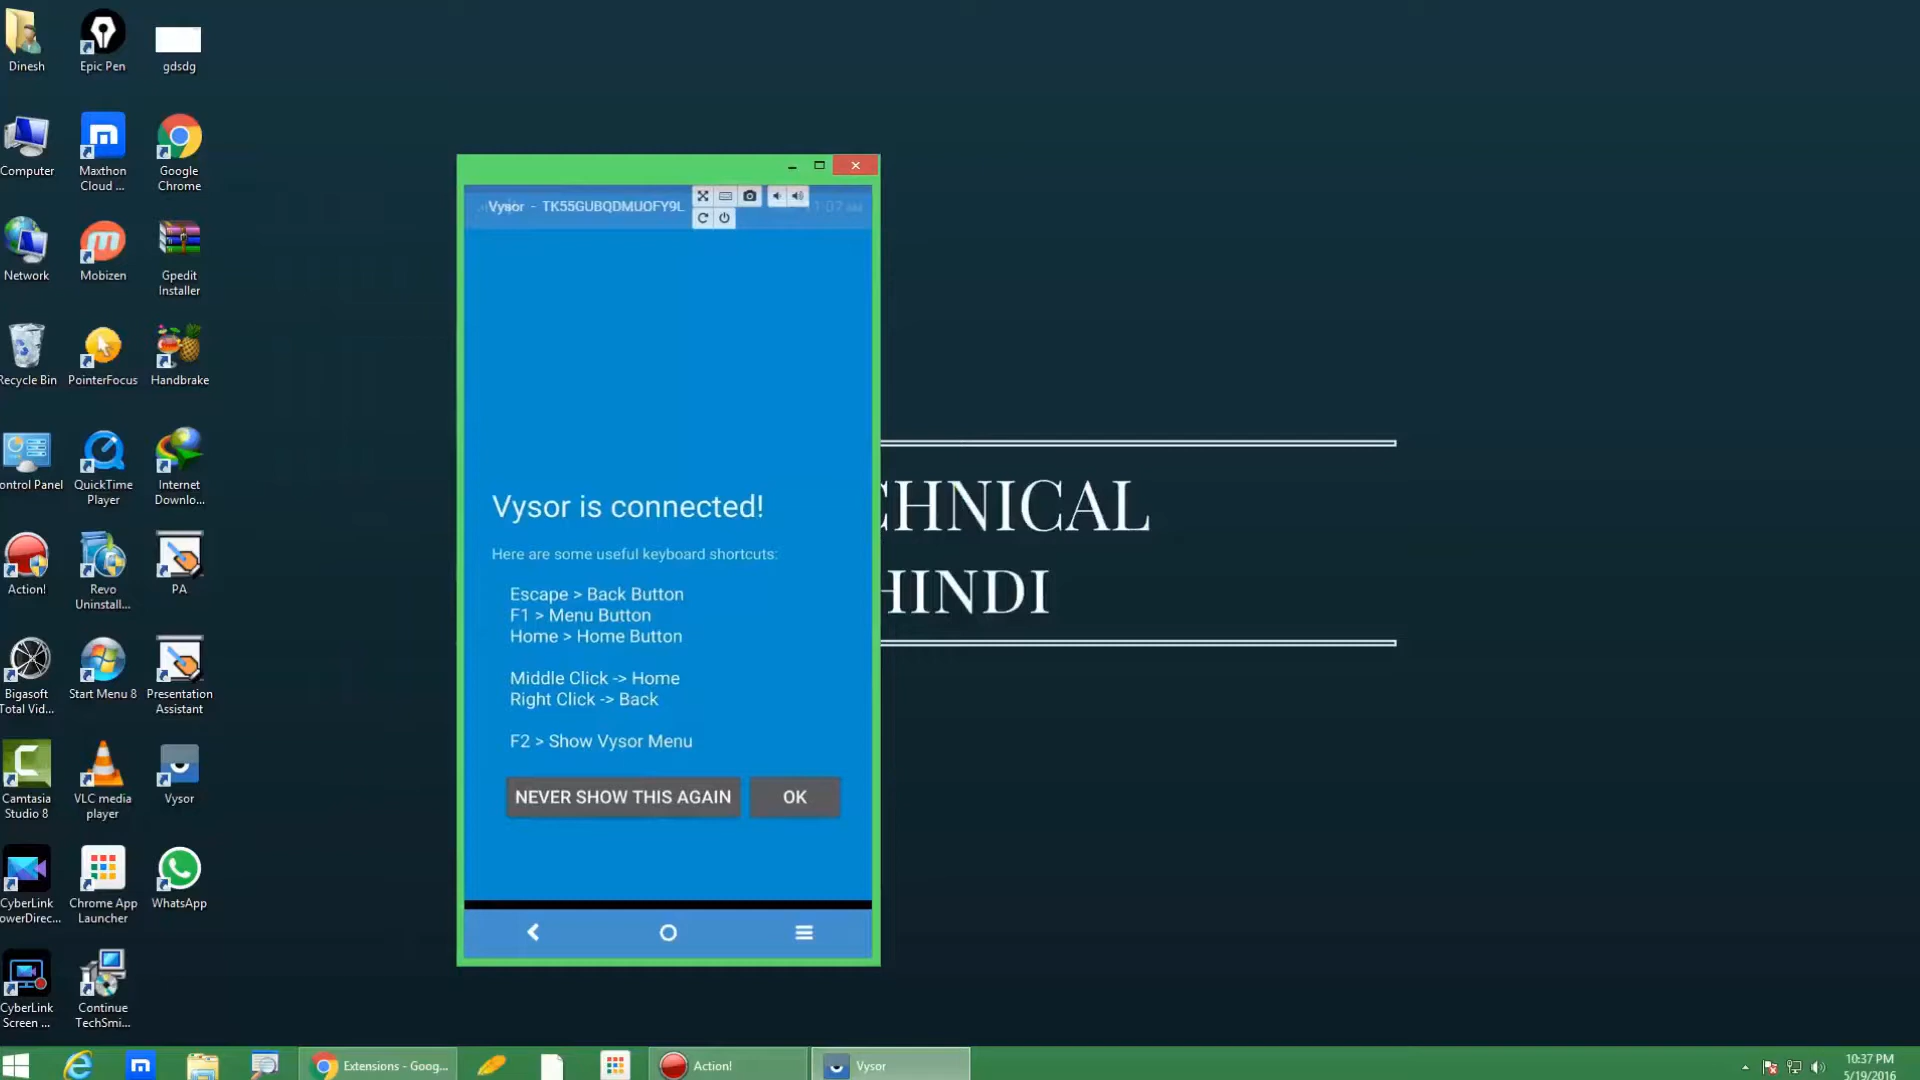 Dinesh
Epic Pen
gdsdg
Computer
Maxthon
Cloud ...
Google
Chrome
Network
Mobizen
Gpedit
Installer
Recycle Bin
PointerFocus
Handbrake
ontrol Panel
QuickTime
Player
Internet
Downlo...
Action!
Revo
Uninstall...
PA
Bigasoft
Total Vid...
Start Menu 8
Presentation
Assistant
Camtasia
Studio 8
VLC media
player
Vysor
CyberLink
owerDirec...
Chrome App
Launcher
WhatsApp
CyberLink
Screen ...
Continue
TechSmi...
Vysor - TK55GUBQDMUOFY9L
Vysor is connected!
Here are some useful keyboard shortcuts:
Escape > Back Button
F1 > Menu Button
Home > Home Button
Middle Click -> Home
Right Click -> Back
F2 > Show Vysor Menu
NEVER SHOW THIS AGAIN
OK
CHNICAL
HINDI
Extensions - Goog...
Action!
Vysor
10:37 PM
5/19/2016